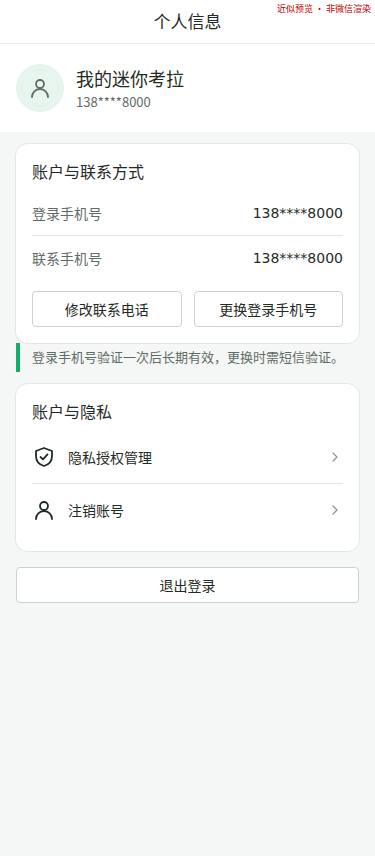 近似预览 · 非微信渲染
个人信息
我的迷你考拉
138****8000
账户与联系方式
登录手机号 138****8000
联系手机号 138****8000
修改联系电话 更换登录手机号
登录手机号验证一次后长期有效，更换时需短信验证。
账户与隐私
隐私授权管理
注销账号
退出登录